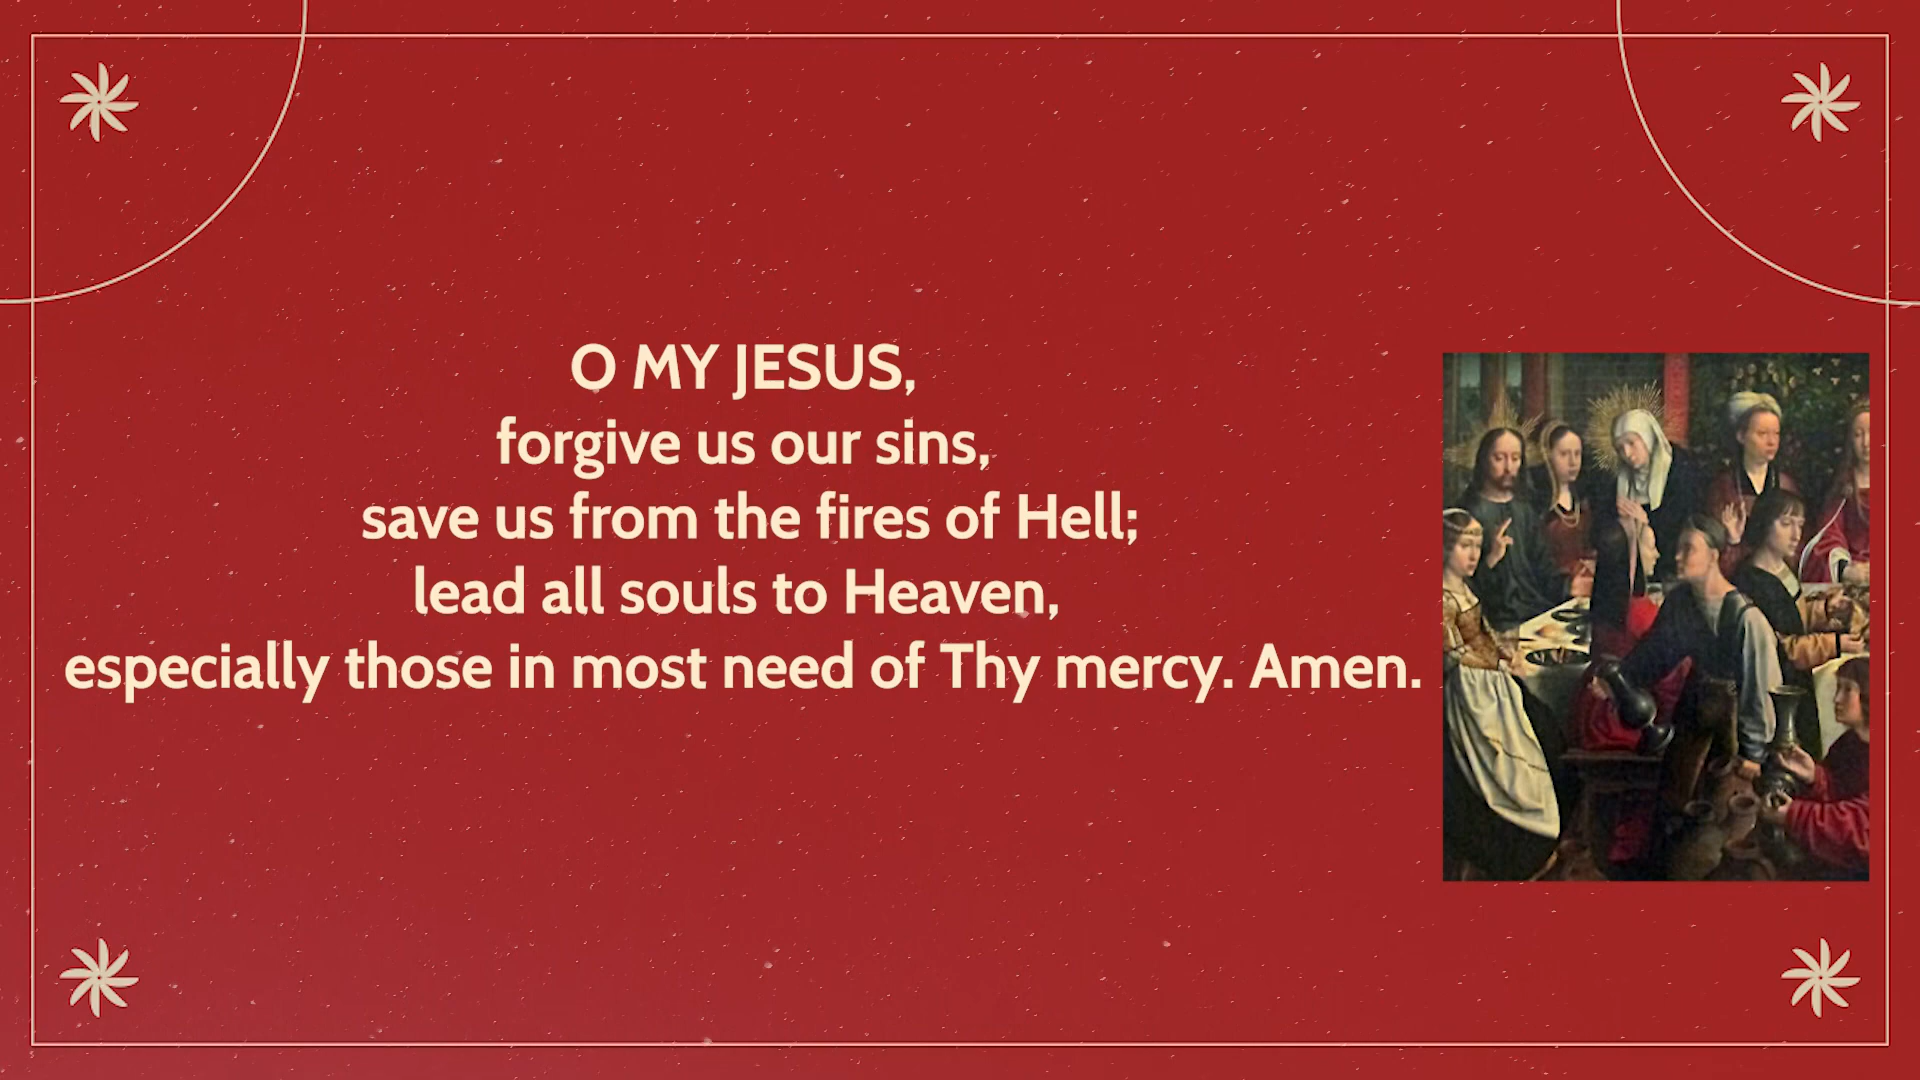 O MY JESUS,
forgive us our sins,
save us from the fires of Hell;
lead all souls to Heaven,
especially those in most need of Thy mercy. Amen.